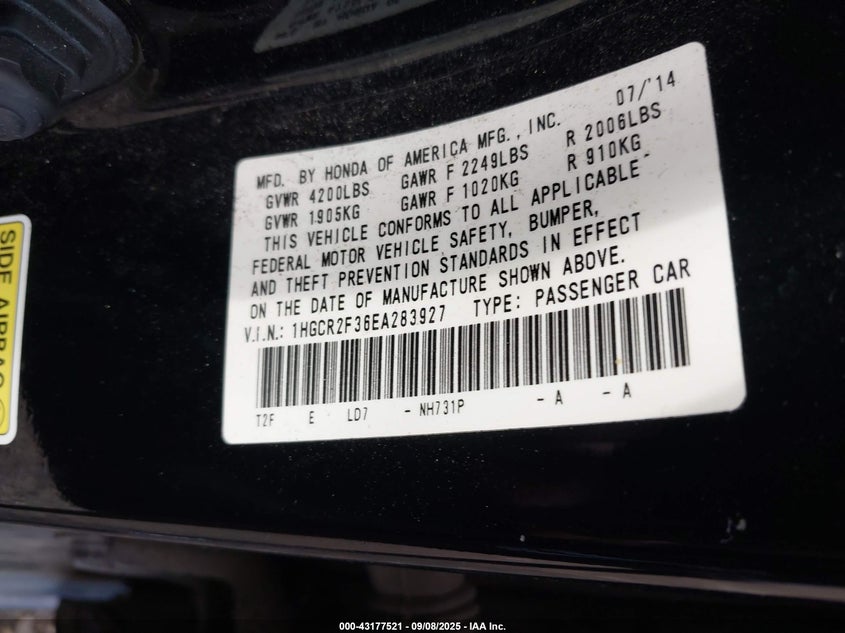 07/'14
MFD. BY HONDA OF AMERICA MFG., INC.
GVWR 4200LBS GAWR F 2249LBS R 2006LBS
GVWR 1905KG GAWR F 1020KG R 910KG
THIS VEHICLE CONFORMS TO ALL APPLICABLE
FEDERAL MOTOR VEHICLE SAFETY, BUMPER,
AND THEFT PREVENTION STANDARDS IN EFFECT
ON THE DATE OF MANUFACTURE SHOWN ABOVE.
V.I.N.: 1HGCR2F36EA283927 TYPE: PASSENGER CAR
T2F E LD7 - NH731P - A - A
SIDE AIRBAG
000-43177521 - 09/08/2025 - IAA Inc.